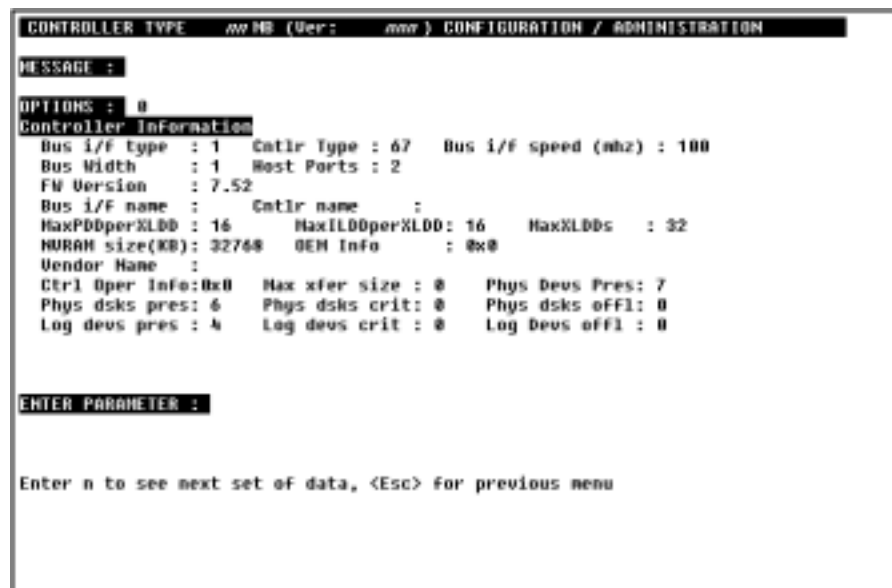 CONTROLLER TYPE nn MB (Ver: nnn) CONFIGURATION / ADMINISTRATION
MESSAGE :
OPTIONS : 0
Controller Information
Bus i/f type : 1 Cntlr Type : 67 Bus i/f speed (mhz) : 100
Bus Width : 1 Host Ports : 2
FW Version : 7.52
Bus i/f name : Cntlr name :
MaxPDDperXLDD : 16 MaxILDDperXLDD: 16 MaxXLDDs : 32
NVRAM size(KB): 32768 OEM Info : 0x0
Vendor Name :
Ctrl Oper Info:0x0 Max xfer size : 0 Phys Devs Pres: 7
Phys dsks pres: 6 Phys dsks crit: 0 Phys dsks offl: 0
Log devs pres : 4 Log devs crit : 0 Log Devs offl : 0
ENTER PARAMETER :
Enter n to see next set of data, <Esc> for previous menu